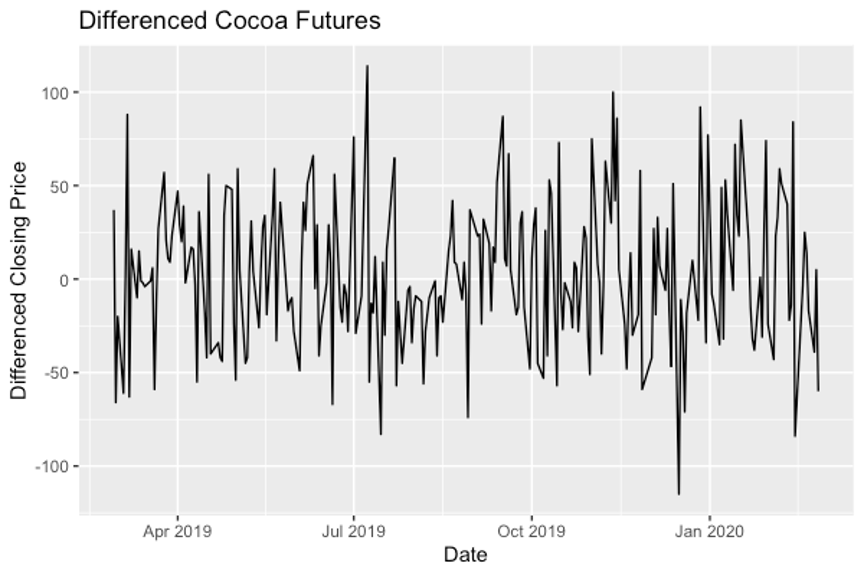 Differenced Cocoa Futures
Differenced Closing Price
100
50
0
-50
-100
Apr 2019
Jul 2019
Oct 2019
Jan 2020
Date